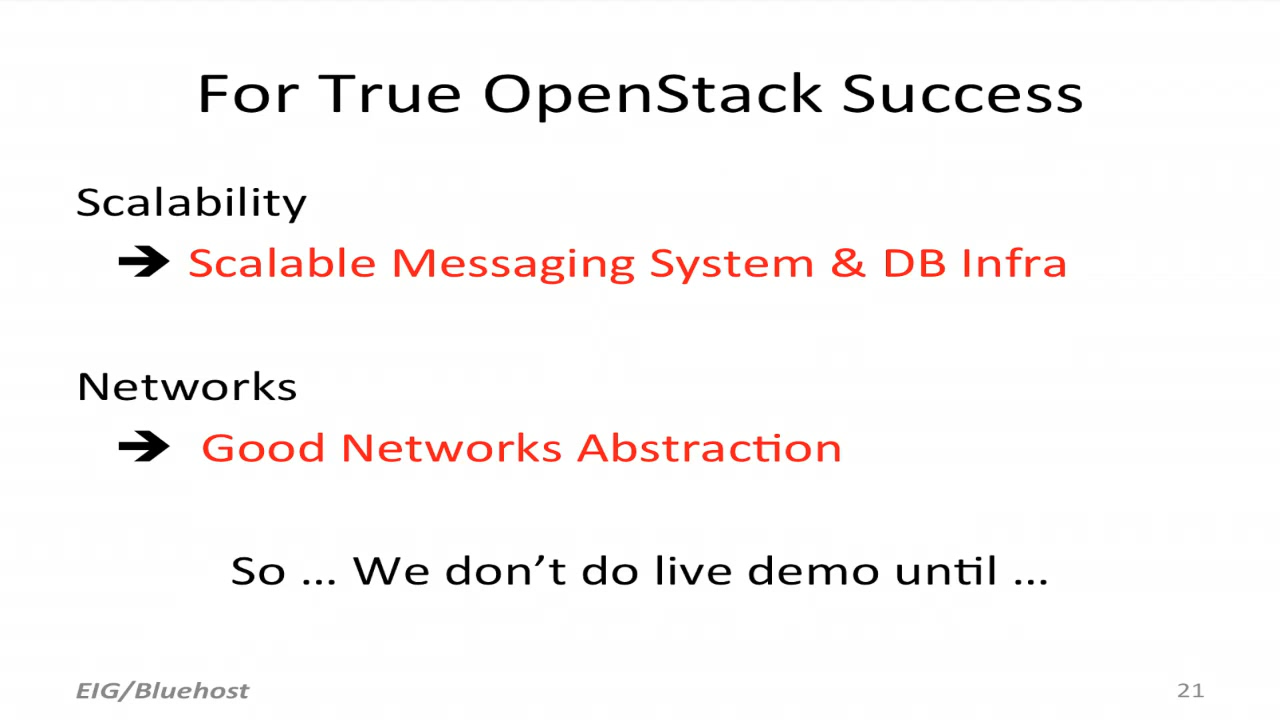 For True OpenStack Success
Scalability
➔ Scalable Messaging System & DB Infra
Networks
➔ Good Networks Abstraction
So … We don’t do live demo until …
EIG/Bluehost
21